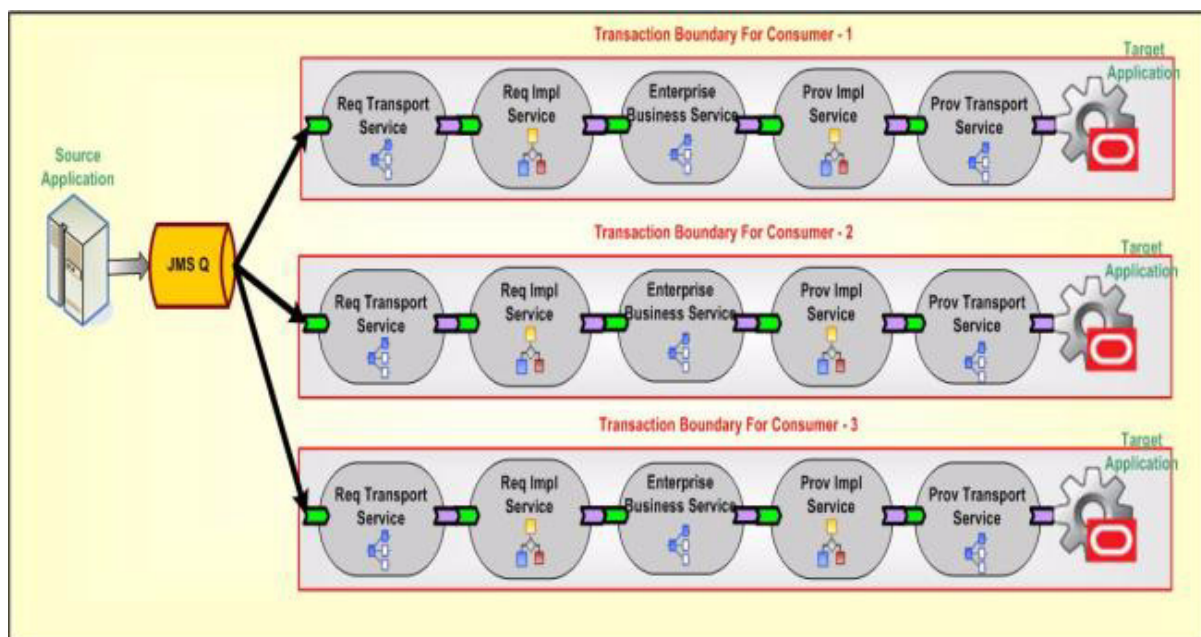 Transaction Boundary For Consumer - 1
Target
Application
Req Transport
Service
Req Impl
Service
Enterprise
Business Service
Prov Impl
Service
Prov Transport
Service
Source
Application
JMS Q
Transaction Boundary For Consumer - 2
Target
Application
Req Transport
Service
Req Impl
Service
Enterprise
Business Service
Prov Impl
Service
Prov Transport
Service
Transaction Boundary For Consumer - 3
Target
Application
Req Transport
Service
Req Impl
Service
Enterprise
Business Service
Prov Impl
Service
Prov Transport
Service